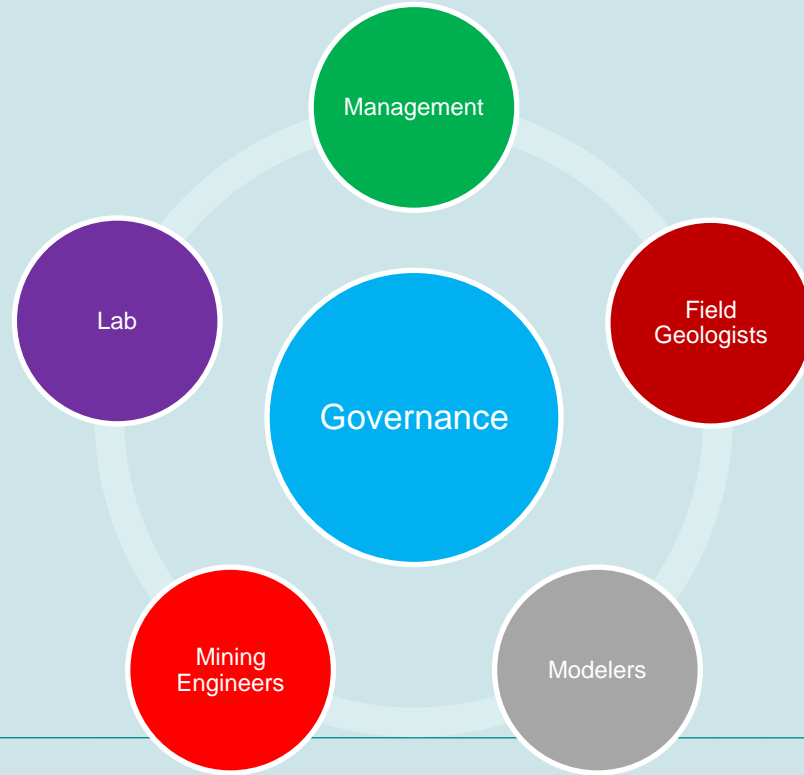 Management
Lab
Field
Geologists
Governance
Mining
Engineers
Modelers